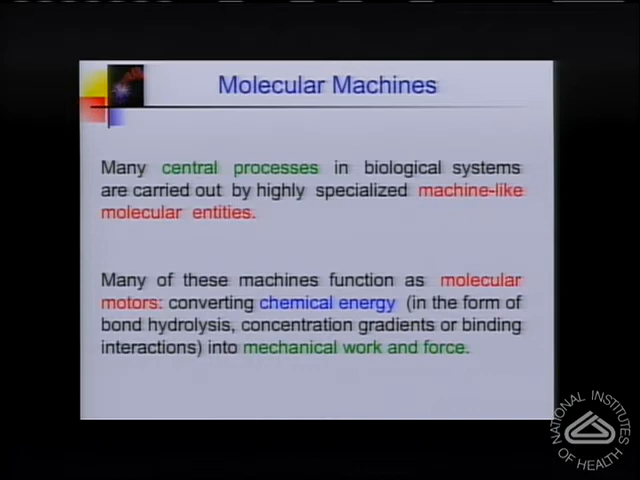 Molecular Machines
Many central processes in biological systems
are carried out by highly specialized machine-like
molecular entities.
Many of these machines function as molecular
motors: converting chemical energy (in the form of
bond hydrolysis, concentration gradients or binding
interactions) into mechanical work and force.
NATIONAL INSTITUTES
OF HEALTH